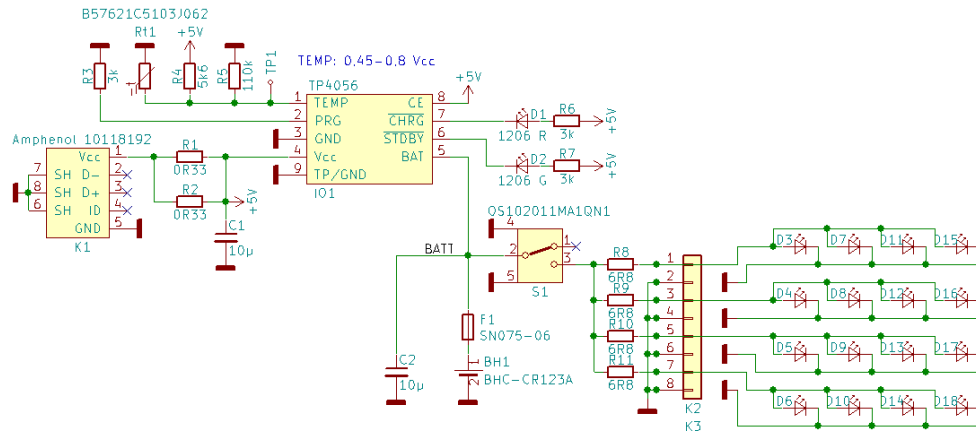 B57621C5103J062
Rt1
+5V
R3
3k
-t
R4
5k6
R5
110k
TP1
TEMP: 0,45-0,8 Vcc
TP4056
+5V
1 TEMP CE 8
2 PRG CHRG 7
3 GND STDBY 6
4 Vcc BAT 5
9 TP/GND
IO1
D1
1206 R
R6
3k
+5V
D2
1206 G
R7
3k
+5V
Amphenol 10118192
Vcc 1
7 SH D- 2
8 SH D+ 3
6 SH ID 4
GND 5
K1
R1
0R33
R2
0R33
+5V
C1
10µ
OS102011MA1QN1
4
2
1
3
5
S1
BATT
F1
SN075-06
C2
10µ
1
BH1
2
BHC-CR123A
R8
6R8
R9
6R8
R10
6R8
R11
6R8
1
2
3
4
5
6
7
8
K2
K3
D3 D7 D11 D15
D4 D8 D12 D16
D5 D9 D13 D17
D6 D10 D14 D18